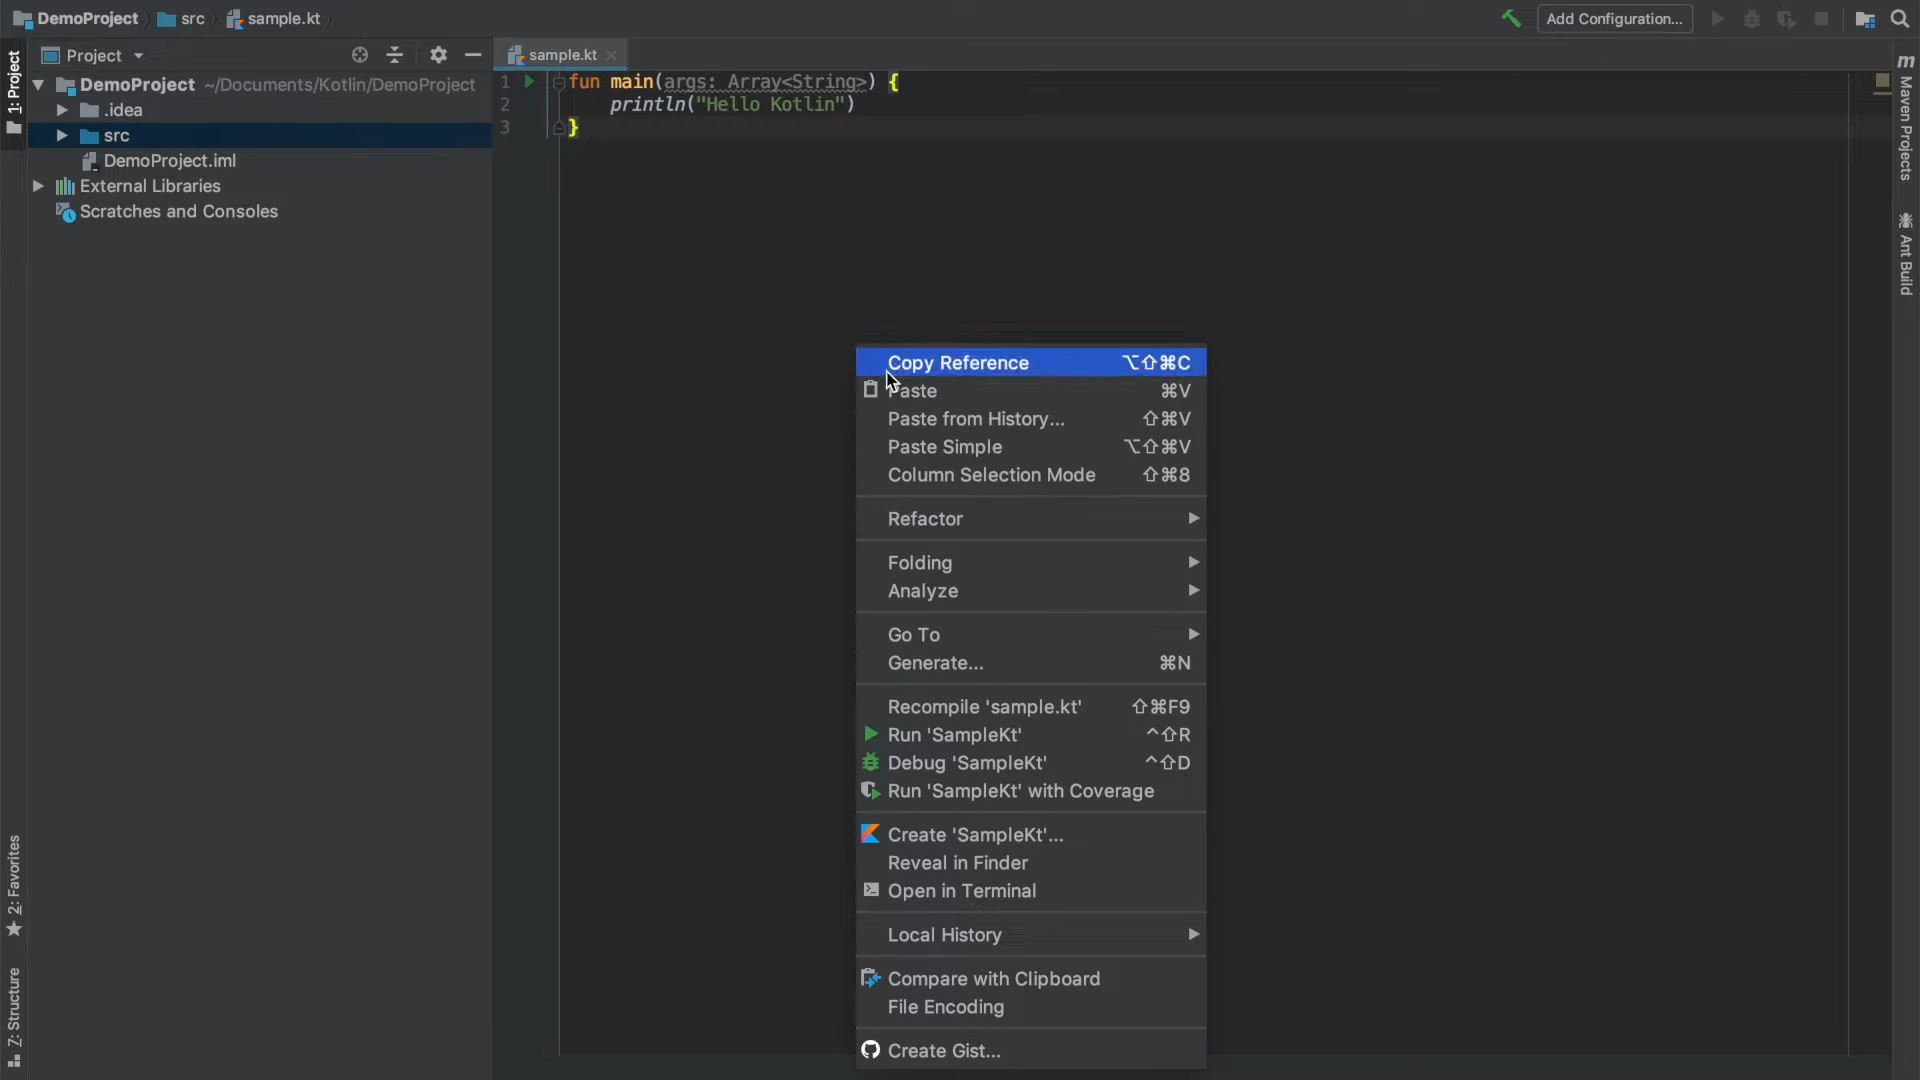 DemoProject src sample.kt
Add Configuration...
1: Project
Project
sample.kt
DemoProject ~/Documents/Kotlin/DemoProject
.idea
src
DemoProject.iml
External Libraries
Scratches and Consoles
1 fun main(args: Array<String>) {
2 println("Hello Kotlin")
3 }
Copy Reference ⌥⇧⌘C
Paste ⌘V
Paste from History... ⇧⌘V
Paste Simple ⌥⇧⌘V
Column Selection Mode ⇧⌘8
Refactor
Folding
Analyze
Go To
Generate... ⌘N
Recompile 'sample.kt' ⇧⌘F9
Run 'SampleKt' ^⇧R
Debug 'SampleKt' ^⇧D
Run 'SampleKt' with Coverage
Create 'SampleKt'...
Reveal in Finder
Open in Terminal
Local History
Compare with Clipboard
File Encoding
Create Gist...
2: Favorites
Z: Structure
m Maven Projects
Ant Build